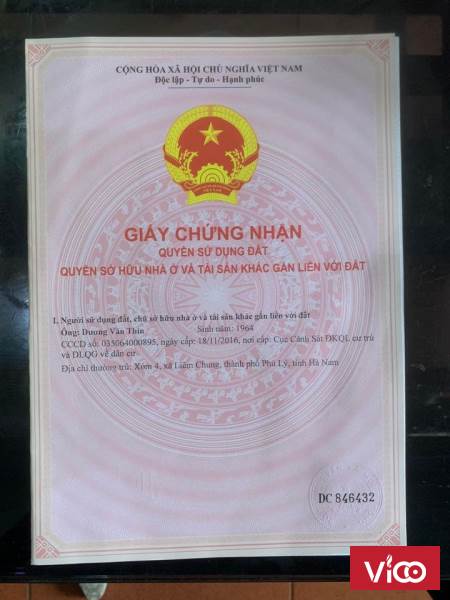 CỘNG HÒA XÃ HỘI CHỦ NGHĨA VIỆT NAM
Độc lập - Tự do - Hạnh phúc
GIẤY CHỨNG NHẬN
QUYỀN SỬ DỤNG ĐẤT
QUYỀN SỞ HỮU NHÀ Ở VÀ TÀI SẢN KHÁC GẮN LIỀN VỚI ĐẤT
I. Người sử dụng đất, chủ sở hữu nhà ở và tài sản khác gắn liền với đất
Ông: Dương Văn Thìn Sinh năm: 1964
CCCD số: 035064000895, ngày cấp: 18/11/2016, nơi cấp: Cục Cảnh Sát ĐKQL cư trú
và DLQG về dân cư
Địa chỉ thường trú: Xóm 4, xã Liêm Chung, thành phố Phủ Lý, tỉnh Hà Nam
DC 846432
VICO